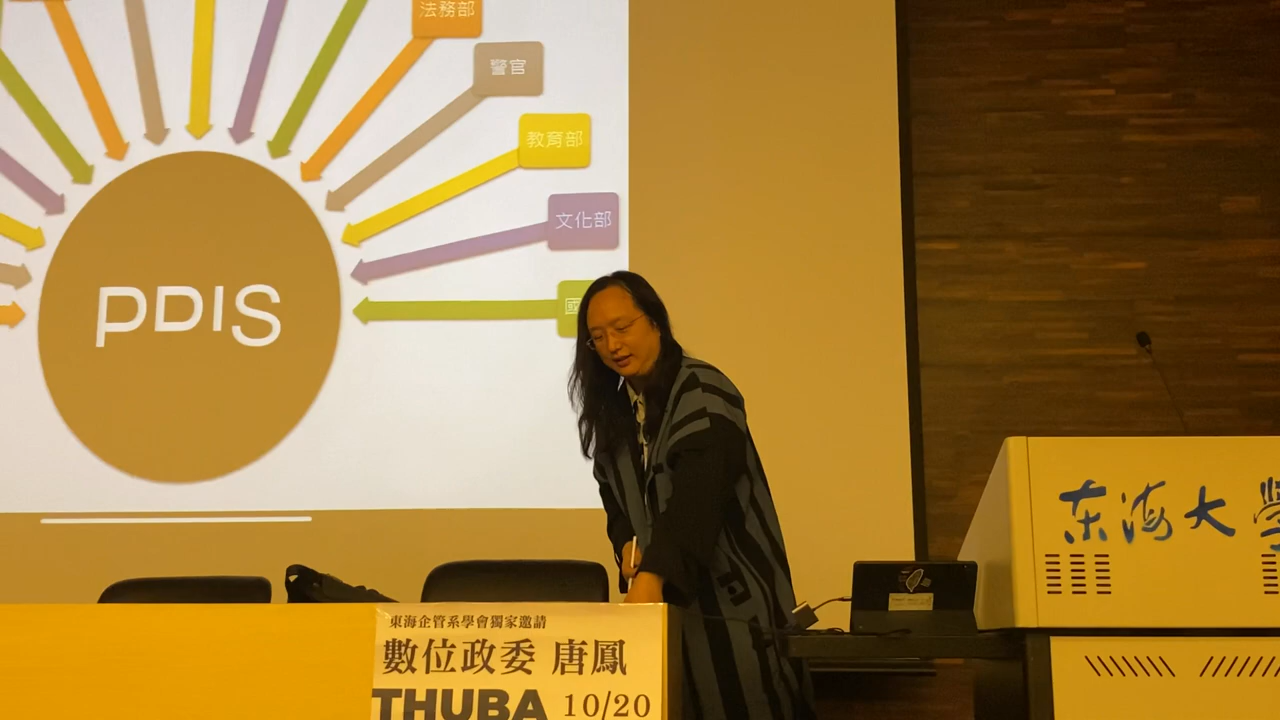 法務部
警官
教育部
文化部
PDIS
东海大學
東海企管系學會獨家邀請
數位政委 唐鳳
THUBA 10/20